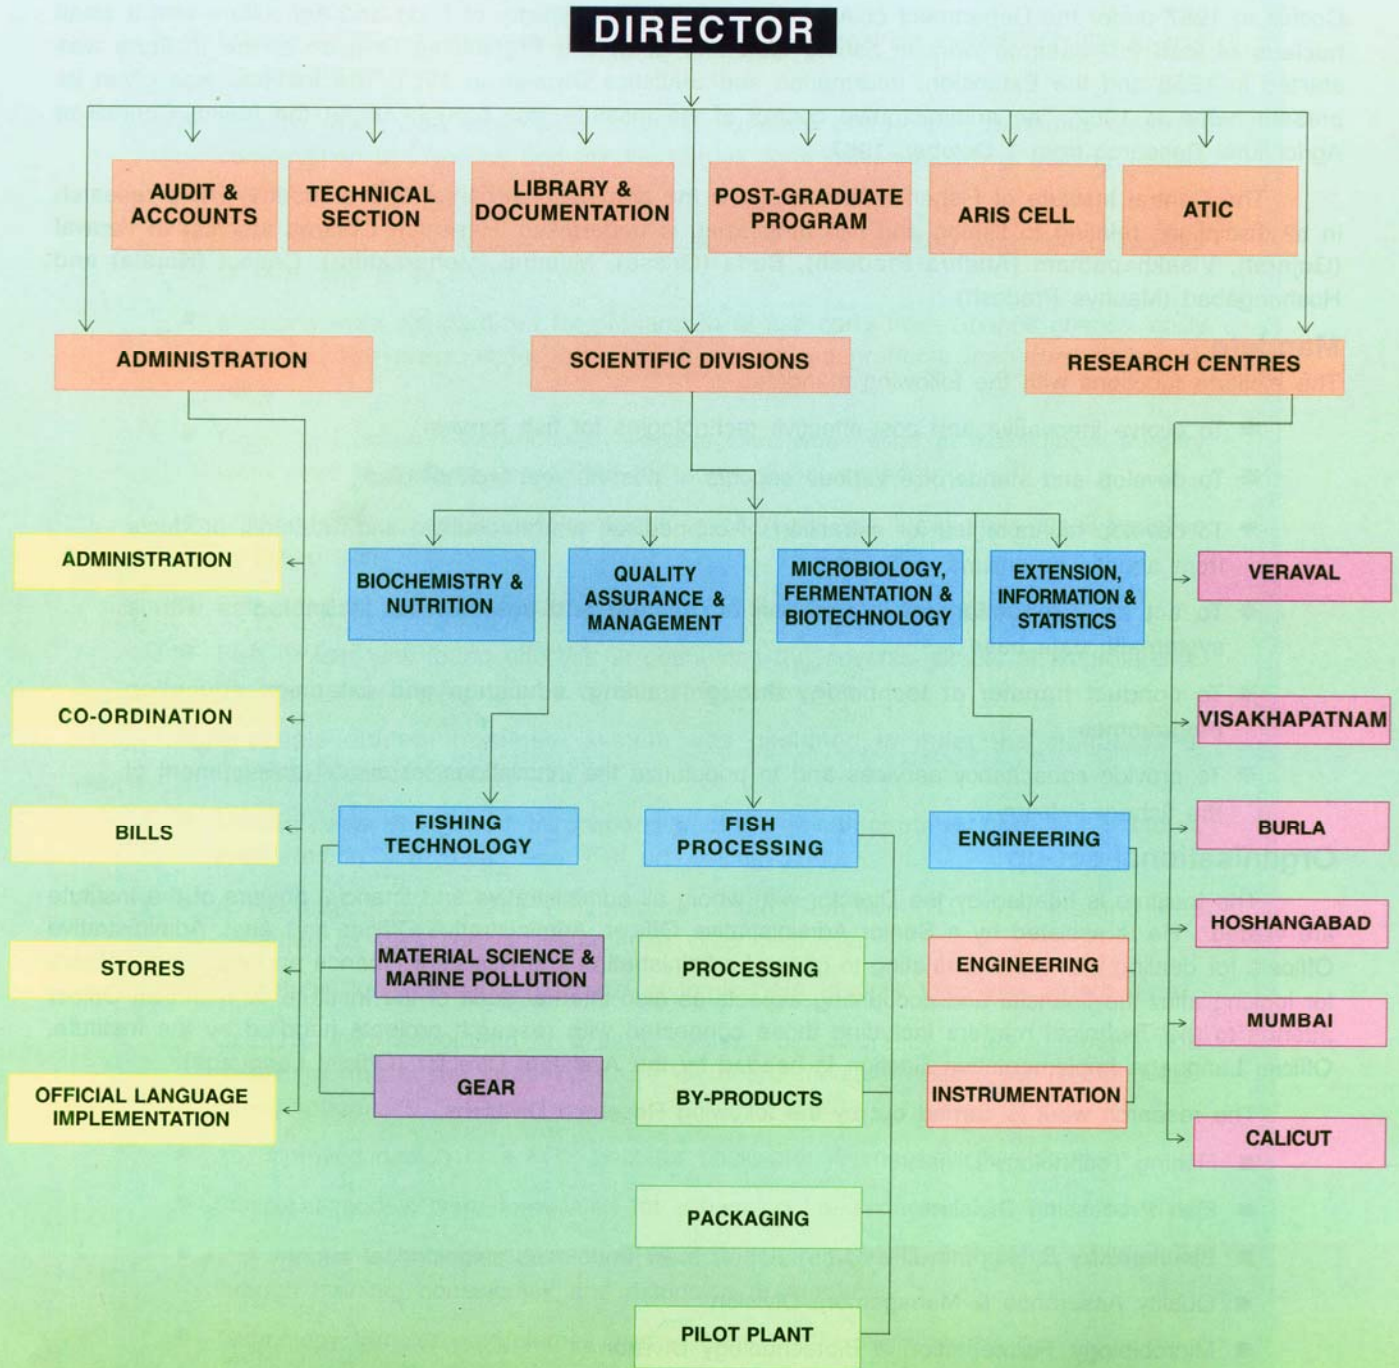 DIRECTOR
AUDIT &
ACCOUNTS
TECHNICAL
SECTION
LIBRARY &
DOCUMENTATION
POST-GRADUATE
PROGRAM
ARIS CELL
ATIC
ADMINISTRATION
SCIENTIFIC DIVISIONS
RESEARCH CENTRES
ADMINISTRATION
CO-ORDINATION
BILLS
STORES
OFFICIAL LANGUAGE
IMPLEMENTATION
BIOCHEMISTRY &
NUTRITION
QUALITY
ASSURANCE &
MANAGEMENT
MICROBIOLOGY,
FERMENTATION &
BIOTECHNOLOGY
EXTENSION,
INFORMATION &
STATISTICS
FISHING
TECHNOLOGY
FISH
PROCESSING
ENGINEERING
MATERIAL SCIENCE &
MARINE POLLUTION
GEAR
PROCESSING
BY-PRODUCTS
PACKAGING
PILOT PLANT
ENGINEERING
INSTRUMENTATION
VERAVAL
VISAKHAPATNAM
BURLA
HOSHANGABAD
MUMBAI
CALICUT